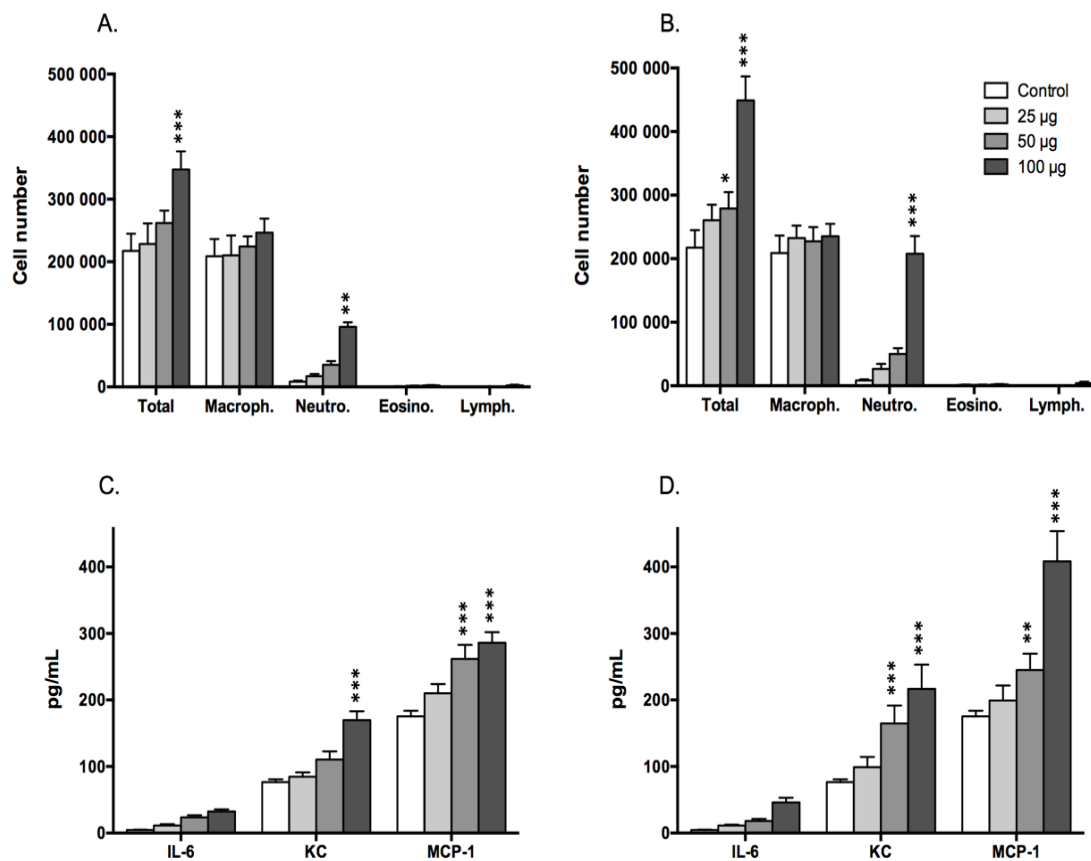 A.
500 000
400 000
300 000
200 000
100 000
0
Cell number
***
**
Total Macroph. Neutro. Eosino. Lymph.
B.
500 000
400 000
300 000
200 000
100 000
0
Cell number
*
***
***
Total Macroph. Neutro. Eosino. Lymph.
Control
25 µg
50 µg
100 µg
C.
400
300
200
100
0
pg/mL
***
***
***
IL-6 KC MCP-1
D.
400
300
200
100
0
pg/mL
***
***
**
***
IL-6 KC MCP-1